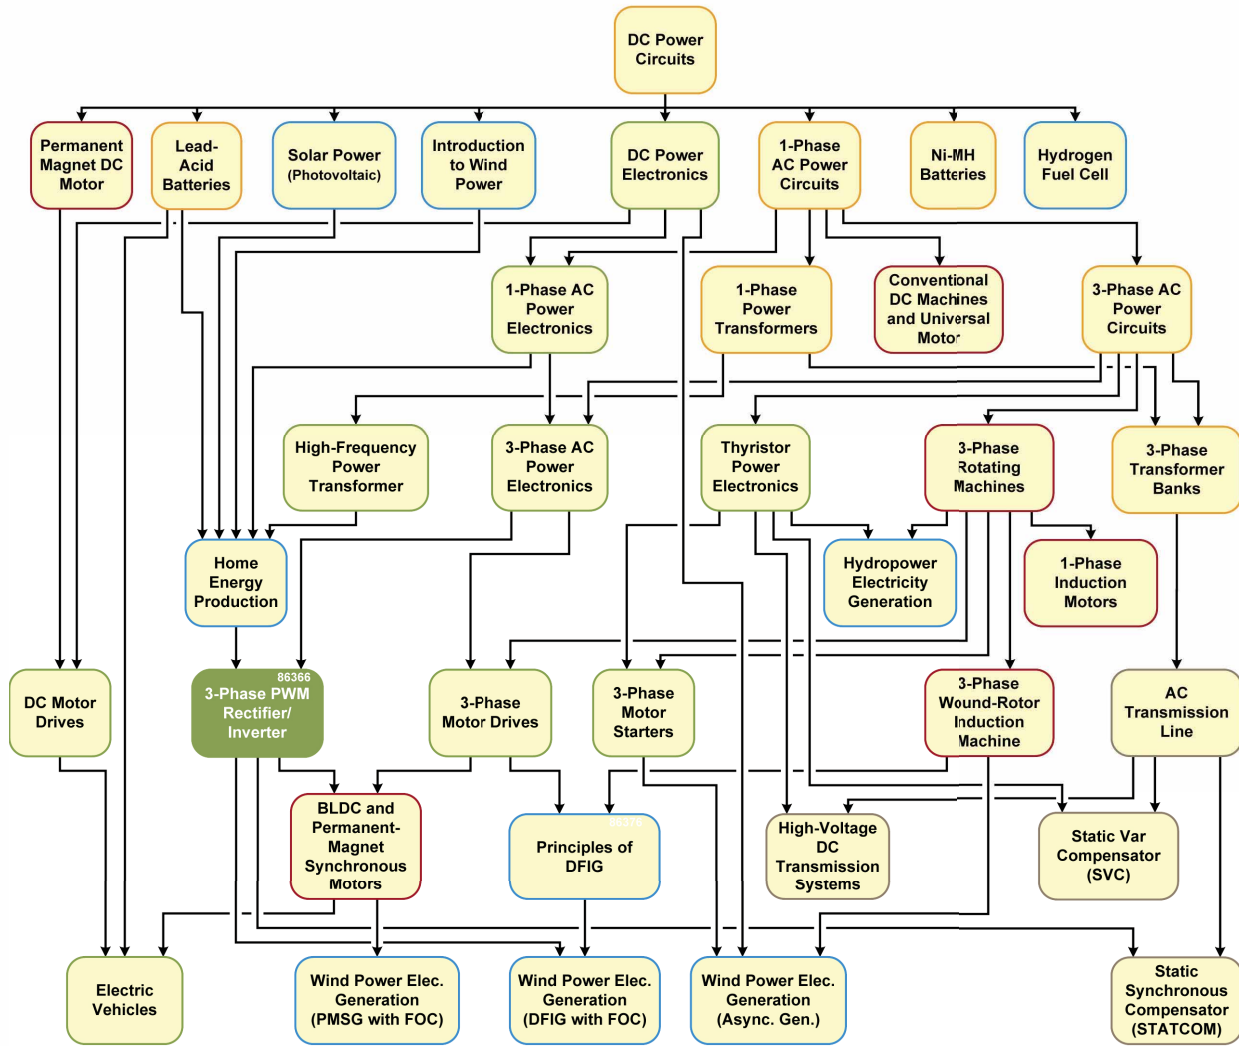 DC Power
Circuits
Permanent
Magnet DC
Motor
Lead-
Acid
Batteries
Solar Power
(Photovoltaic)
Introduction
to Wind
Power
DC Power
Electronics
1-Phase
AC Power
Circuits
Ni-MH
Batteries
Hydrogen
Fuel Cell
1-Phase AC
Power
Electronics
1-Phase
Power
Transformers
Conventional
DC Machines
and Universal
Motor
3-Phase AC
Power
Circuits
High-Frequency
Power
Transformer
3-Phase AC
Power
Electronics
Thyristor
Power
Electronics
3-Phase
Rotating
Machines
3-Phase
Transformer
Banks
Home
Energy
Production
Hydropower
Electricity
Generation
1-Phase
Induction
Motors
DC Motor
Drives
86366
3-Phase PWM
Rectifier/
Inverter
3-Phase
Motor Drives
3-Phase
Motor
Starters
3-Phase
Wound-Rotor
Induction
Machine
AC
Transmission
Line
BLDC and
Permanent-
Magnet
Synchronous
Motors
Principles of
DFIG
High-Voltage
DC
Transmission
Systems
Static Var
Compensator
(SVC)
Electric
Vehicles
Wind Power Elec.
Generation
(PMSG with FOC)
Wind Power Elec.
Generation
(DFIG with FOC)
Wind Power Elec.
Generation
(Async. Gen.)
Static
Synchronous
Compensator
(STATCOM)